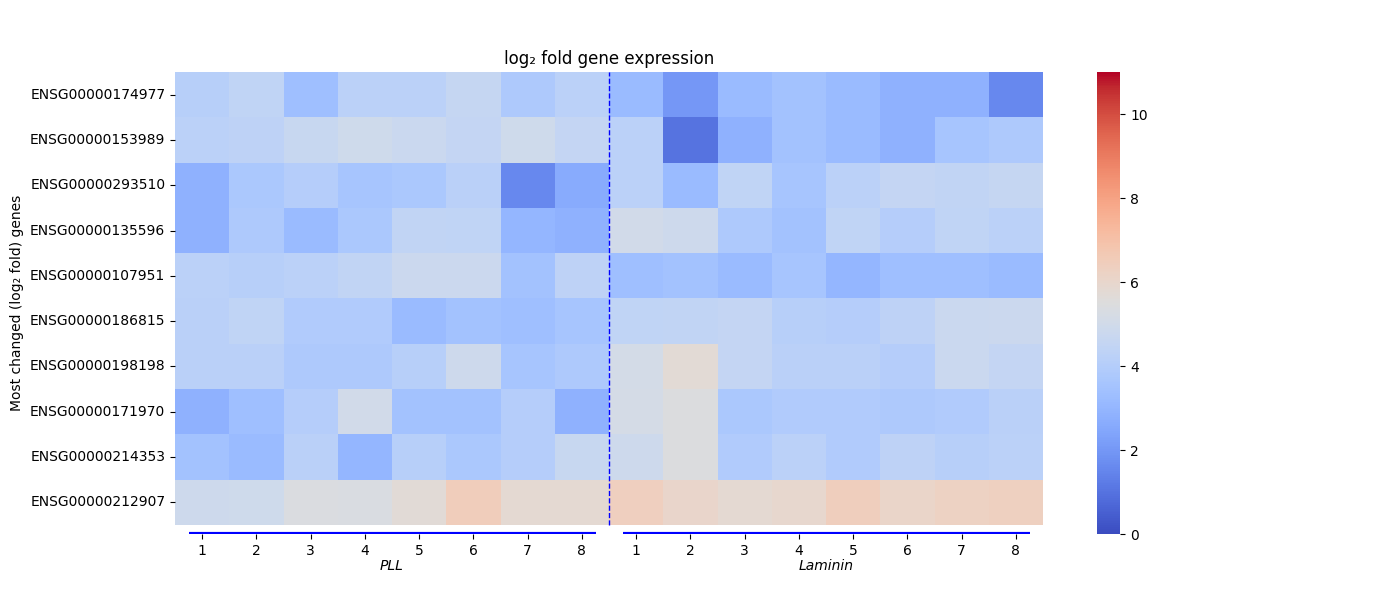 log₂ fold gene expression
Most changed (log₂ fold) genes
ENSG00000174977
ENSG00000153989
ENSG00000293510
ENSG00000135596
ENSG00000107951
ENSG00000186815
ENSG00000198198
ENSG00000171970
ENSG00000214353
ENSG00000212907
1 2 3 4 5 6 7 8 1 2 3 4 5 6 7 8
PLL Laminin
10
8
6
4
2
0